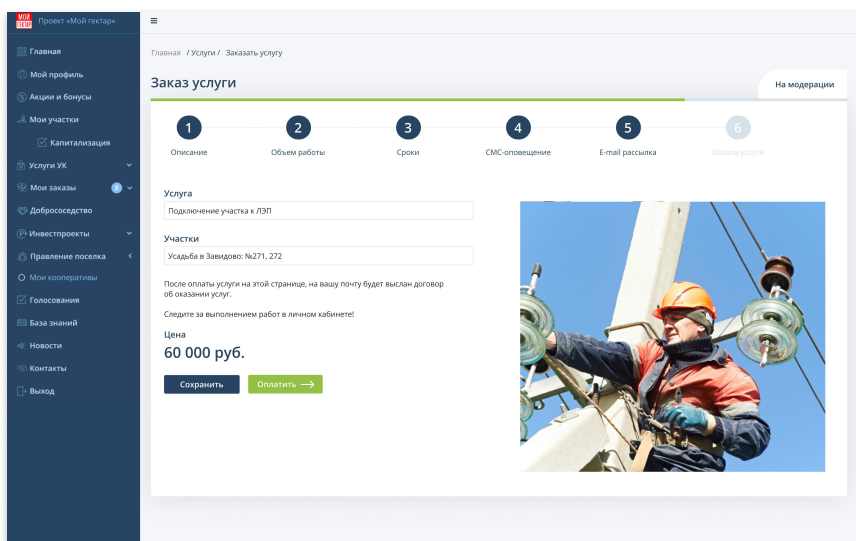 МОЙ
ГЕКТАР
Проект «Мой гектар»
Главная
Мой профиль
Акции и бонусы
Мои участки
Капитализация
Услуги УК
Мои заказы
Добрососедство
Инвестпроекты
Правление поселка
Мои кооперативы
Голосования
База знаний
Новости
Контакты
Выход
Главная / Услуги / Заказать услугу
Заказ услуги
На модерации
1
2
3
4
5
6
Описание
Объем работы
Сроки
СМС-оповещение
E-mail рассылка
Оплата услуги
Услуга
Подключение участка к ЛЭП
Участки
Усадьба в Завидово: №271, 272
После оплаты услуги на этой странице, на вашу почту будет выслан договор
об оказании услуг.
Следите за выполнением работ в личном кабинете!
Цена
60 000 руб.
Сохранить
Оплатить